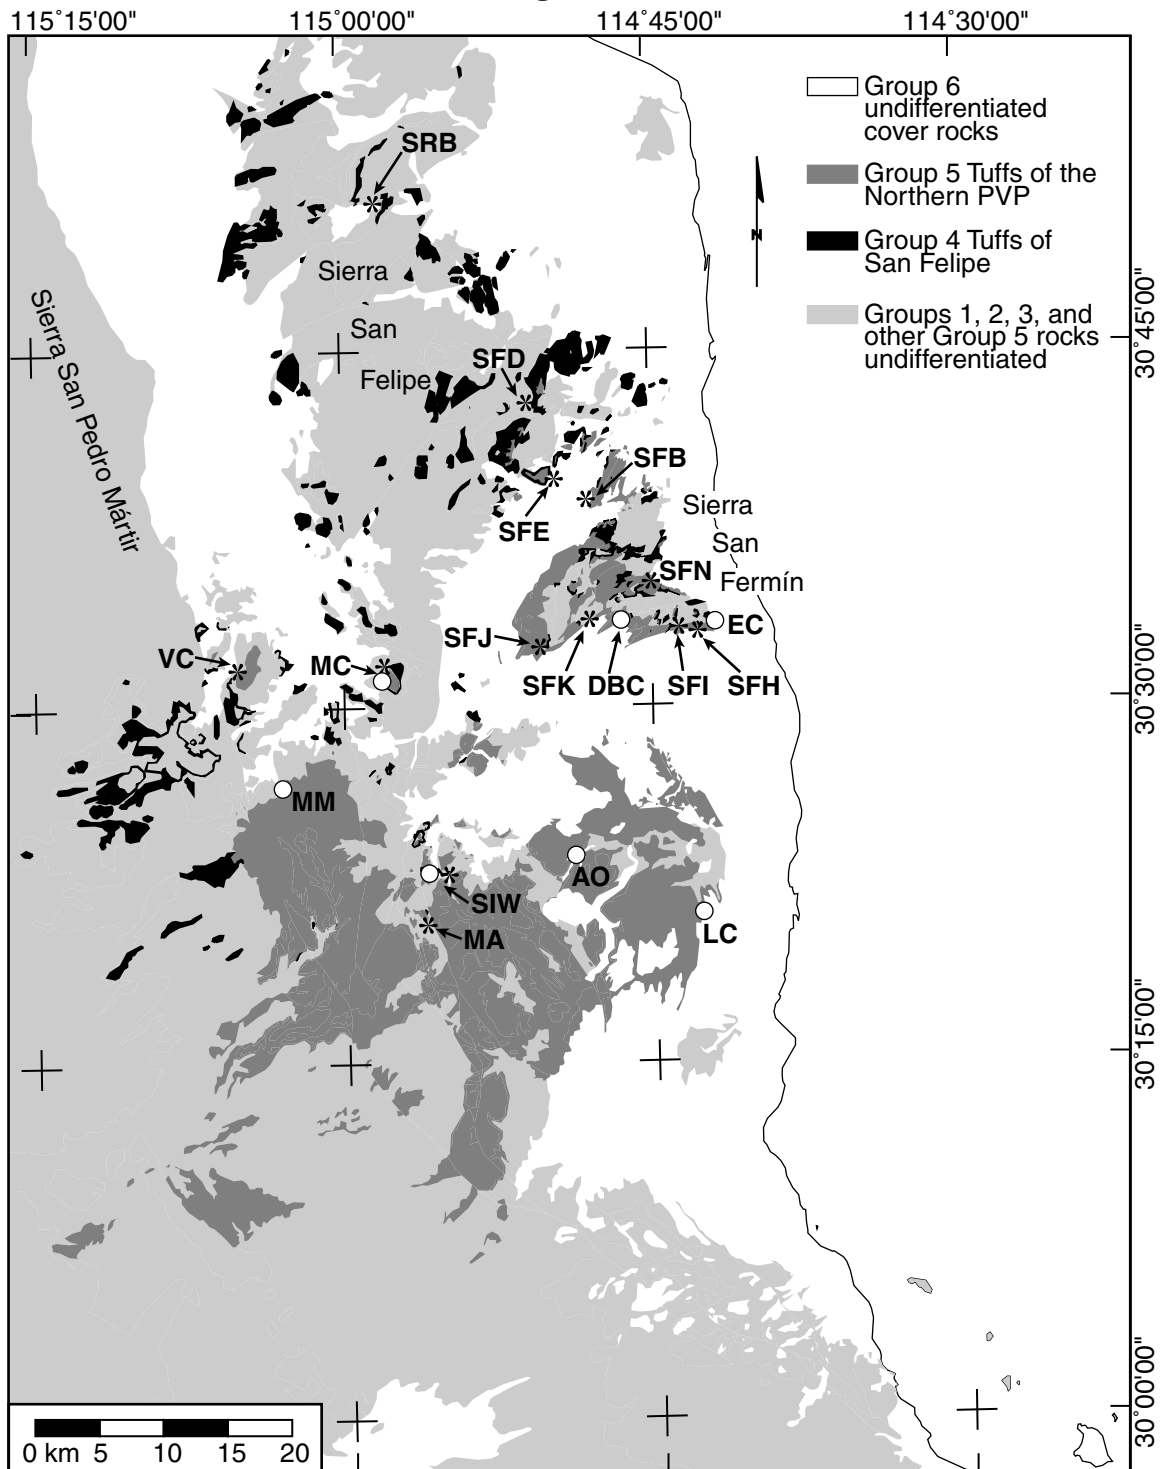 115°15'00"
115°00'00"
114°45'00"
114°30'00"
Group 6
undifferentiated
cover rocks
Group 5 Tuffs of the
Northern PVP
Group 4 Tuffs of
San Felipe
Groups 1, 2, 3, and
other Group 5 rocks
undifferentiated
N
SRB
Sierra
San
Felipe
Sierra San Pedro Mártir
SFD
SFB
SFE
Sierra
San
Fermín
SFN
EC
SFJ
SFK
DBC
SFI
SFH
VC
MC
MM
AO
SIW
MA
LC
30°45'00"
30°30'00"
30°15'00"
30°00'00"
0 km 5 10 15 20